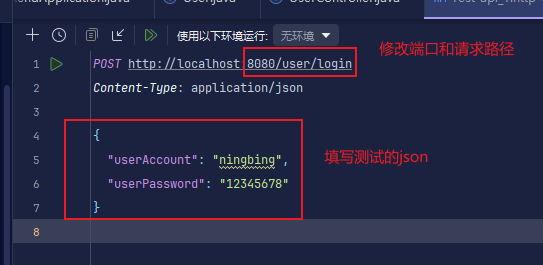 UserController.java
使用以下环境运行: 无环境
修改端口和请求路径
1 POST http://localhost:8080/user/login
2 Content-Type: application/json
3
4 {
5 "userAccount": "ningbing",
填写测试的json
6 "userPassword": "12345678"
7 }
8